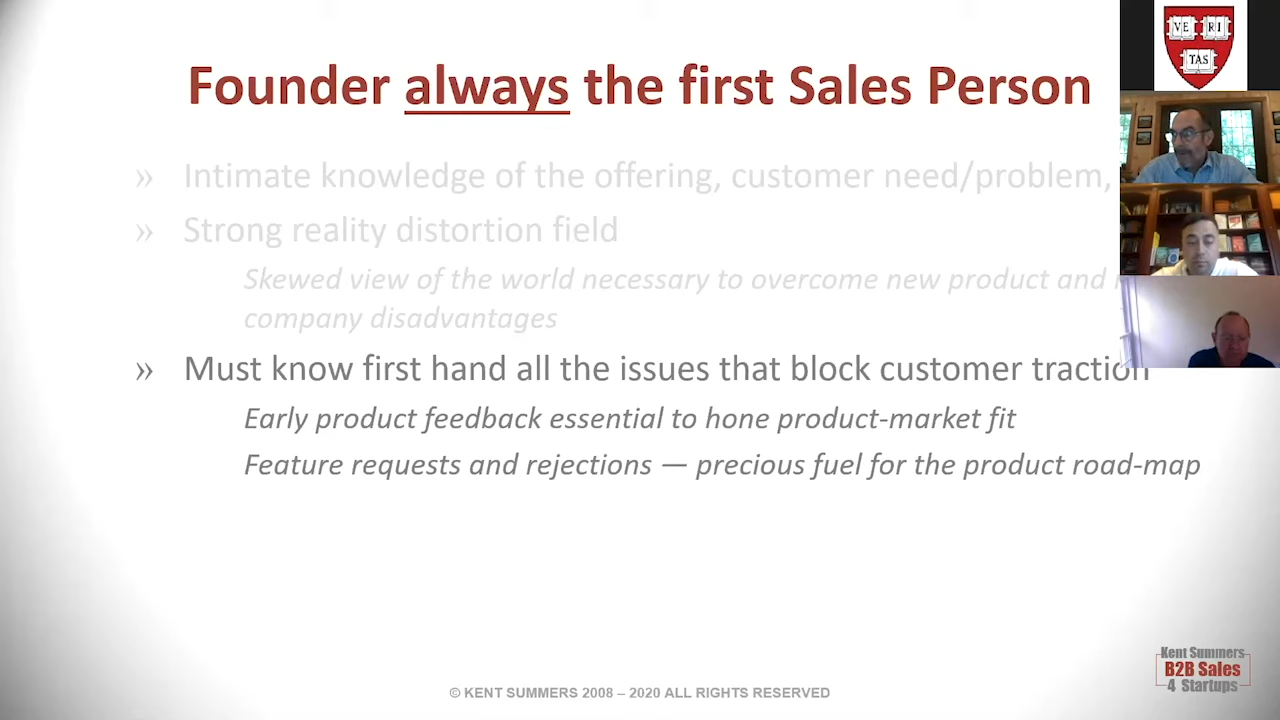 Founder always the first Sales Person
» Intimate knowledge of the offering, customer need/problem,
» Strong reality distortion field
Skewed view of the world necessary to overcome new product and
company disadvantages
» Must know first hand all the issues that block customer traction
Early product feedback essential to hone product-market fit
Feature requests and rejections — precious fuel for the product road-map
VE RI
TAS
© KENT SUMMERS 2008 – 2020 ALL RIGHTS RESERVED
Kent Summers
B2B Sales
4 Startups